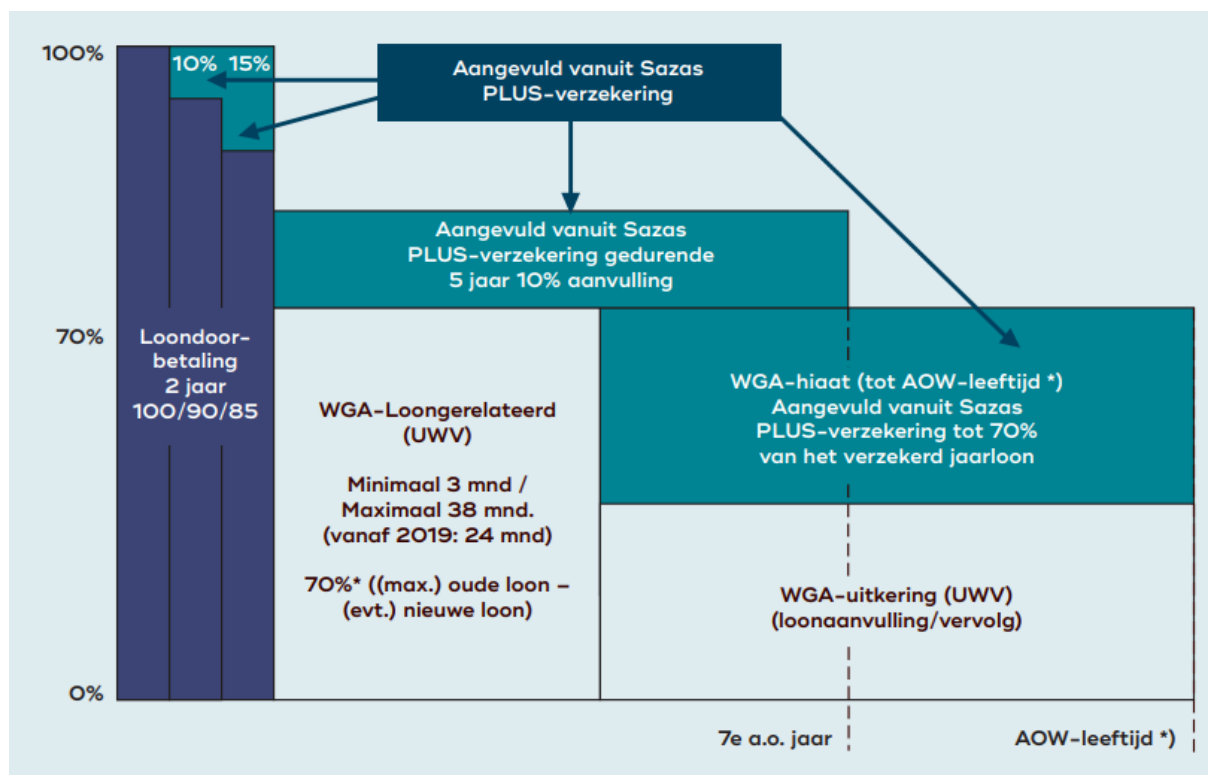 100%
10% 15%
Aangevuld vanuit Sazas
PLUS-verzekering
Aangevuld vanuit Sazas
PLUS-verzekering gedurende
5 jaar 10% aanvulling
70%
Loondoor-
betaling
2 jaar
100/90/85
WGA-Loongerelateerd
(UWV)
Minimaal 3 mnd /
Maximaal 38 mnd.
(vanaf 2019: 24 mnd)
70%* ((max.) oude loon –
(evt.) nieuwe loon)
WGA-hiaat (tot AOW-leeftijd *)
Aangevuld vanuit Sazas
PLUS-verzekering tot 70%
van het verzekerd jaarloon
WGA-uitkering (UWV)
(loonaanvulling/vervolg)
0%
7e a.o. jaar
AOW-leeftijd *)